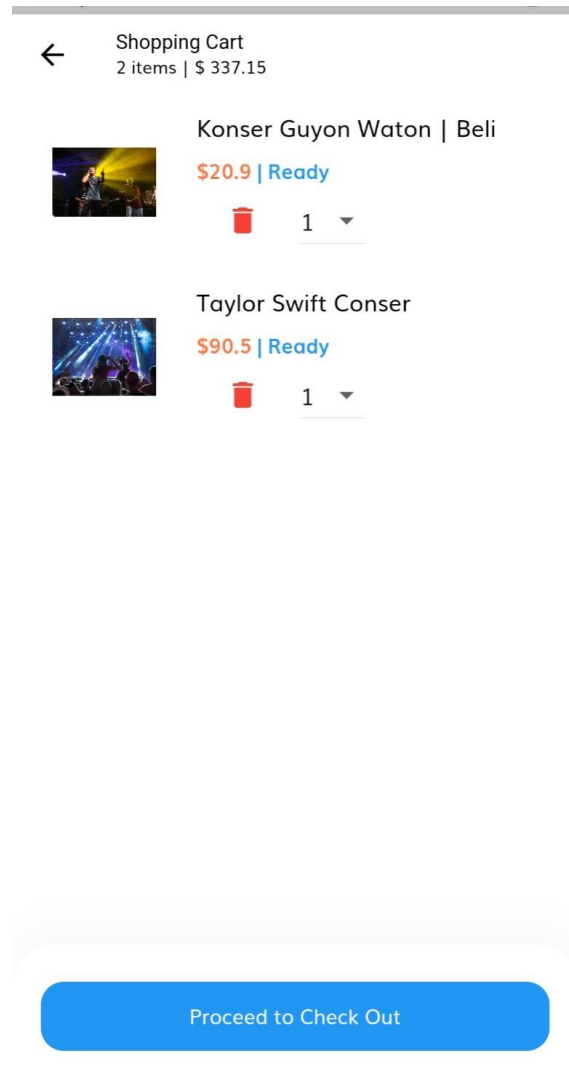 Shopping Cart
2 items | $ 337.15
Konser Guyon Waton | Beli
$20.9 | Ready
1
Taylor Swift Conser
$90.5 | Ready
1
Proceed to Check Out